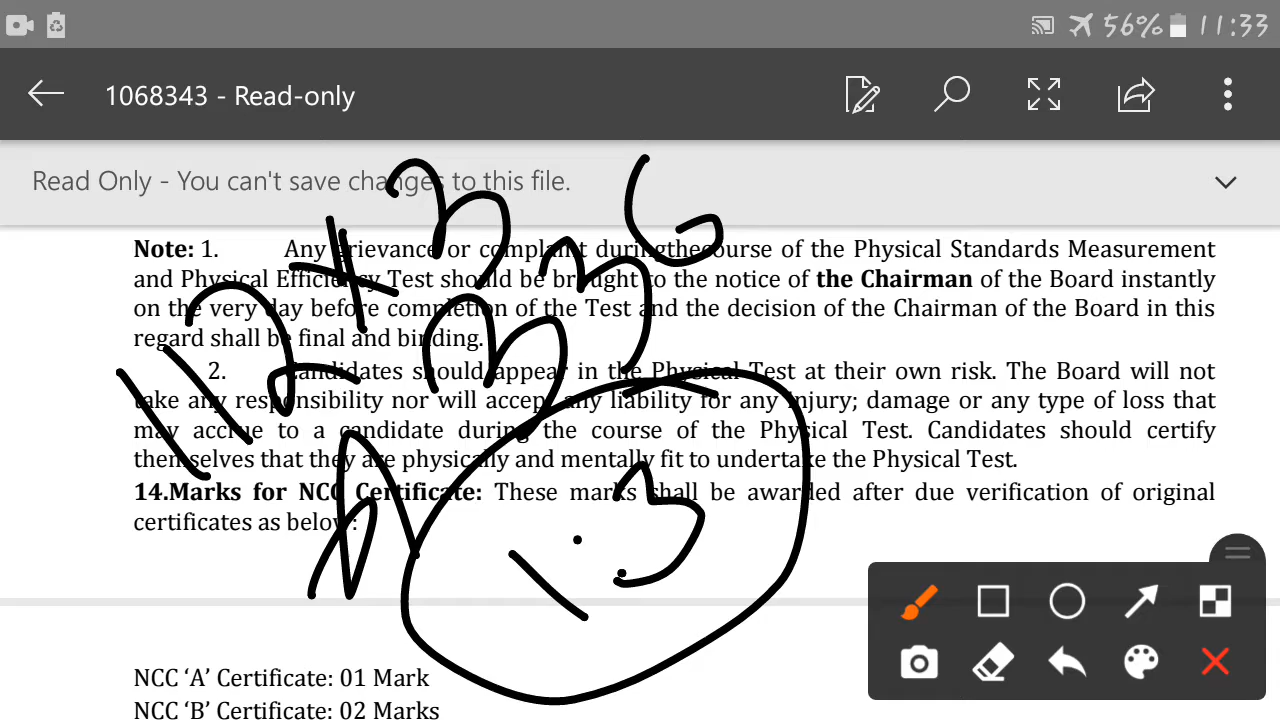 56% 11:33
1068343 - Read-only
Read Only - You can't save changes to this file.
Note: 1. Any grievance or complaint duringthecourse of the Physical Standards Measurement
and Physical Efficiency Test should be brought to the notice of the Chairman of the Board instantly
on the very day before completion of the Test and the decision of the Chairman of the Board in this
regard shall be final and binding.
2. Candidates should appear in the Physical Test at their own risk. The Board will not
take any responsibility nor will accept any liability for any injury; damage or any type of loss that
may accrue to a candidate during the course of the Physical Test. Candidates should certify
themselves that they are physically and mentally fit to undertake the Physical Test.
14.Marks for NCC Certificate: These marks shall be awarded after due verification of original
certificates as below:
1:3
NCC ‘A’ Certificate: 01 Mark
NCC ‘B’ Certificate: 02 Marks